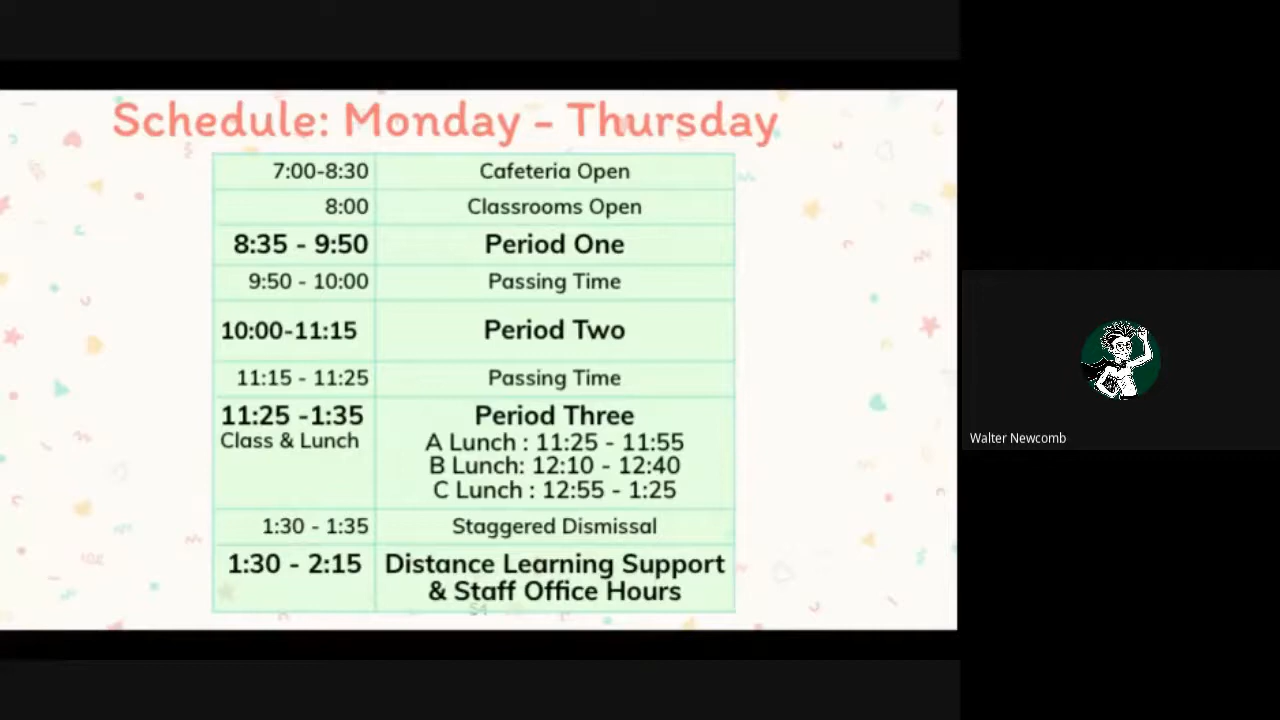 Schedule: Monday - Thursday
7:00-8:30 Cafeteria Open
8:00 Classrooms Open
8:35 - 9:50 Period One
9:50 - 10:00 Passing Time
10:00-11:15 Period Two
11:15 - 11:25 Passing Time
11:25 -1:35 Period Three
Class & Lunch A Lunch : 11:25 - 11:55
B Lunch: 12:10 - 12:40
C Lunch : 12:55 - 1:25
1:30 - 1:35 Staggered Dismissal
1:30 - 2:15 Distance Learning Support
& Staff Office Hours
Walter Newcomb